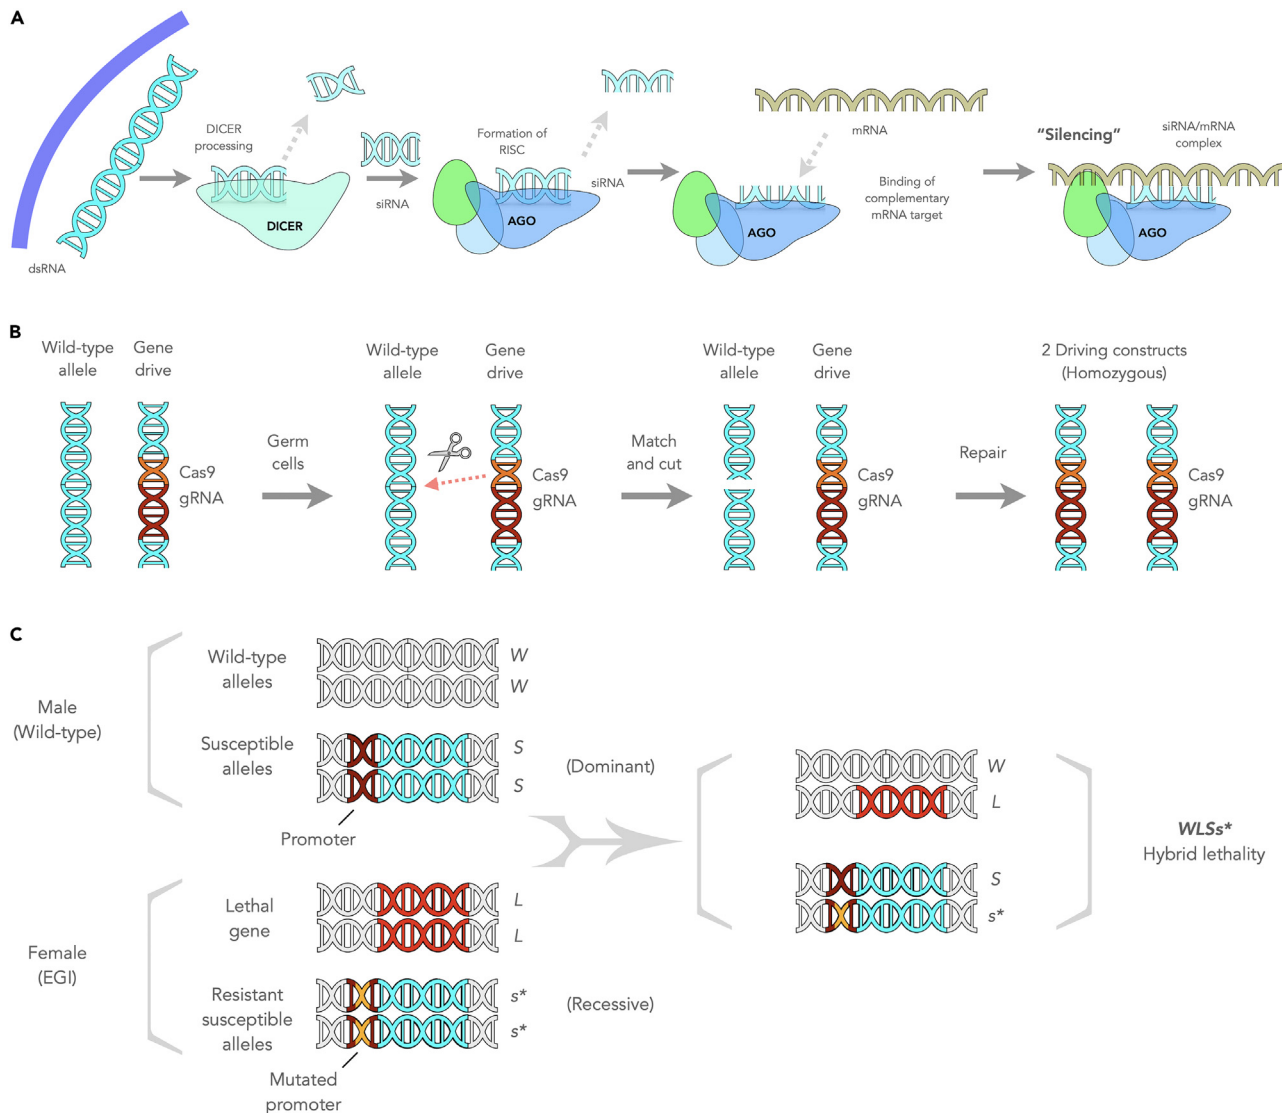 A
dsRNA
DICER
processing
DICER
siRNA
Formation of
RISC
siRNA
AGO
mRNA
Binding of
complementary
mRNA target
AGO
"Silencing"
siRNA/mRNA
complex
AGO
B
Wild-type
allele
Gene
drive
Cas9
gRNA
Germ
cells
Wild-type
allele
Gene
drive
Cas9
gRNA
Match
and cut
Wild-type
allele
Gene
drive
Cas9
gRNA
Repair
2 Driving constructs
(Homozygous)
C
Male
(Wild-type)
Wild-type
alleles
W
W
Susceptible
alleles
S
S
(Dominant)
Promoter
Female
(EGI)
Lethal
gene
L
L
Resistant
susceptible
alleles
s*
s*
(Recessive)
Mutated
promoter
W
L
S
s*
WLSs*
Hybrid lethality